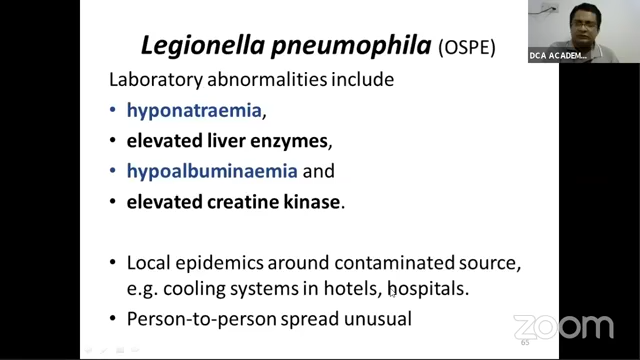 Legionella pneumophila (OSPE)
Laboratory abnormalities include
• hyponatraemia,
• elevated liver enzymes,
• hypoalbuminaemia and
• elevated creatine kinase.
• Local epidemics around contaminated source,
e.g. cooling systems in hotels, hospitals.
• Person-to-person spread unusual
DCA ACADEM...
zoom
65